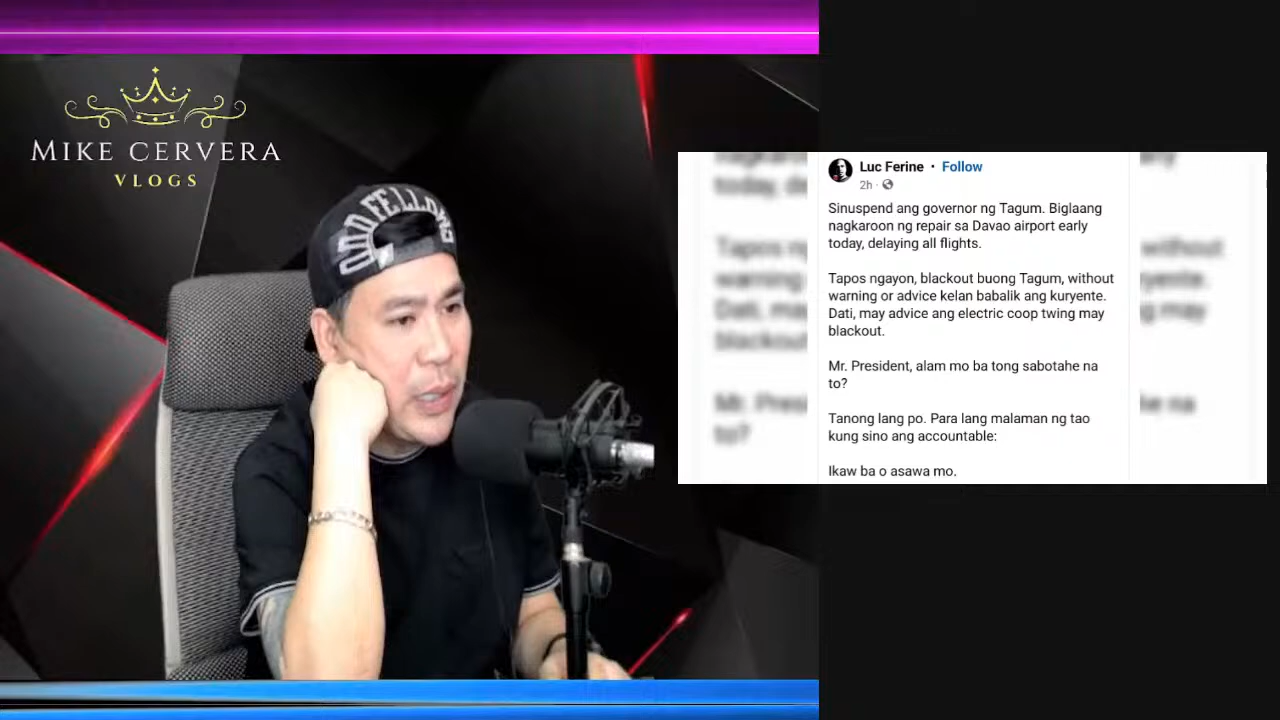 MIKE CERVERA
VLOGS
ODD FELLOWS
Luc Ferine · Follow
2h ·
Sinuspend ang governor ng Tagum. Biglaang
nagkaroon ng repair sa Davao airport early
today, delaying all flights.
Tapos ngayon, blackout buong Tagum, without
warning or advice kelan babalik ang kuryente.
Dati, may advice ang electric coop twing may
blackout.
Mr. President, alam mo ba tong sabotahe na
to?
Tanong lang po. Para lang malaman ng tao
kung sino ang accountable:
Ikaw ba o asawa mo.